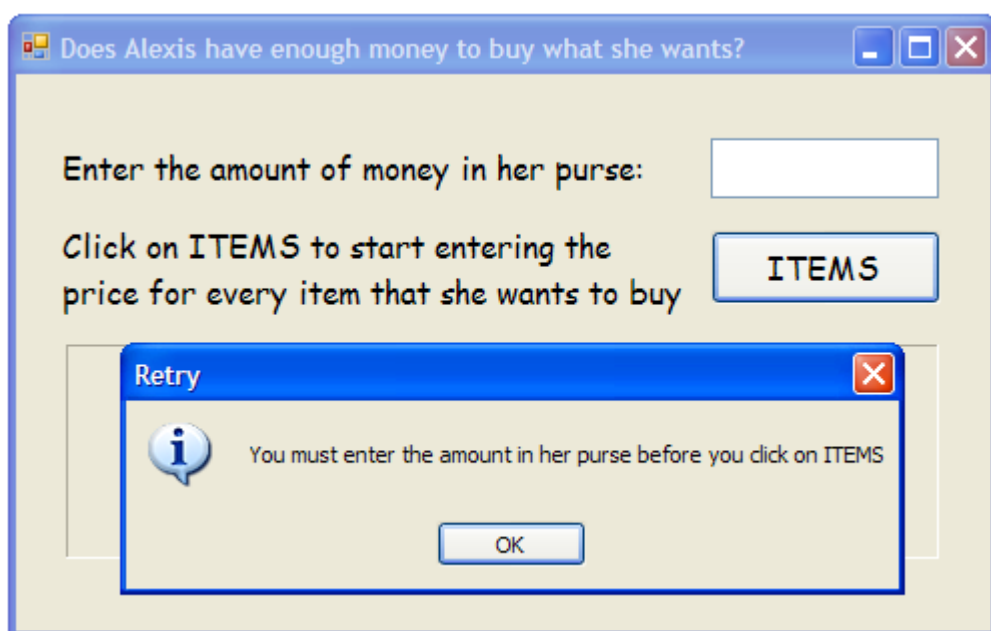 Does Alexis have enough money to buy what she wants?
Enter the amount of money in her purse:
Click on ITEMS to start entering the
price for every item that she wants to buy
ITEMS
Retry
You must enter the amount in her purse before you click on ITEMS
OK